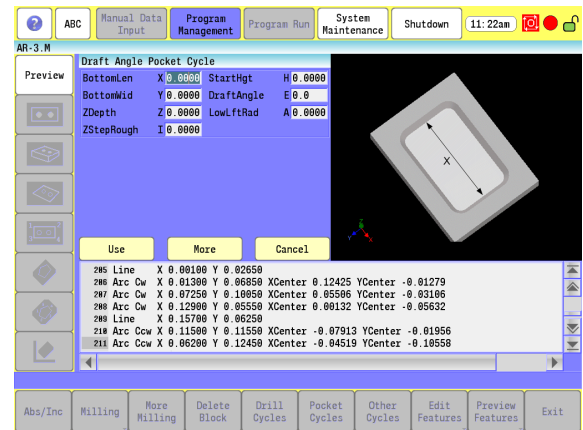 ?
ABC
Manual Data Input
Program Management
Program Run
System Maintenance
Shutdown
11:22am
AR-3.M
Preview
Draft Angle Pocket Cycle
BottomLen X 0.0000 StartHgt H 0.0000
BottomWid Y 0.0000 DraftAngle E 0.0
ZDepth Z 0.0000 LowLftRad A 0.0000
ZStepRough I 0.0000
X
Z
Y
X
Use
More
Cancel
205 Line X 0.00100 Y 0.02650
206 Arc Cw X 0.01300 Y 0.06850 XCenter 0.12425 YCenter -0.01279
207 Arc Cw X 0.07250 Y 0.10050 XCenter 0.05506 YCenter -0.03106
208 Arc Cw X 0.12900 Y 0.05550 XCenter 0.00132 YCenter -0.05632
209 Line X 0.15700 Y 0.06250
210 Arc Ccw X 0.11500 Y 0.11550 XCenter -0.07913 YCenter -0.01956
211 Arc Ccw X 0.06200 Y 0.12450 XCenter -0.04519 YCenter -0.10558
Abs/Inc
Milling
More Milling
Delete Block
Drill Cycles
Pocket Cycles
Other Cycles
Edit Features
Preview Features
Exit